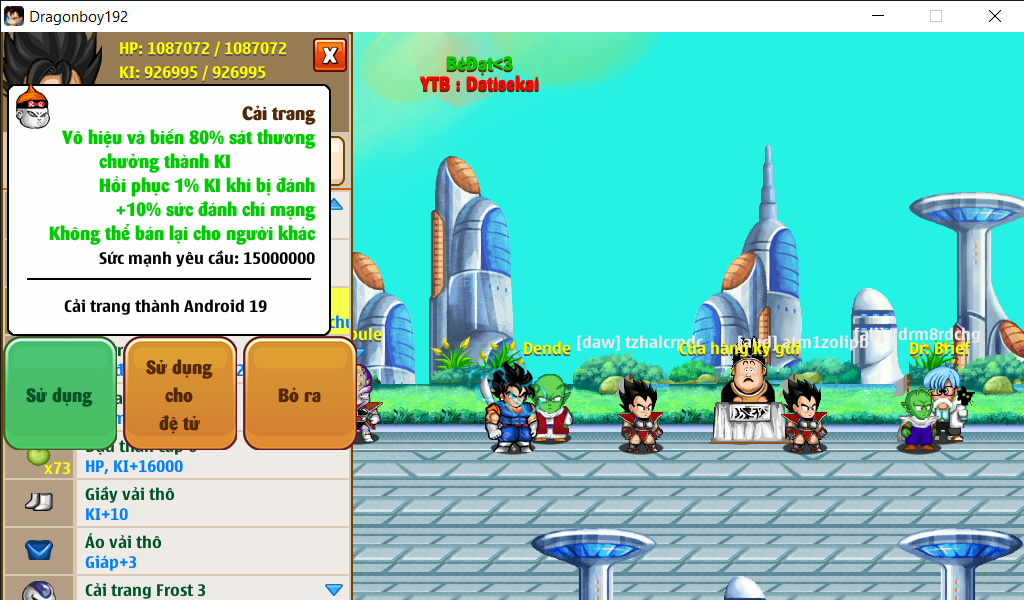 Dragonboy192
HP: 1087072 / 1087072
KI: 926995 / 926995
X
Cải trang
Vô hiệu và biến 80% sát thương
chưởng thành KI
Hồi phục 1% KI khi bị đánh
+10% sức đánh chí mạng
Không thể bán lại cho người khác
Sức mạnh yêu cầu: 15000000
Cải trang thành Android 19
Sử dụng
Sử dụng
cho
đệ tử
Bỏ ra
x73
HP, KI+16000
Giầy vải thô
KI+10
Áo vải thô
Giáp+3
Cải trang Frost 3
BéĐạt<3
YTB : Datisekai
Dende
[daw] tzhalcmdc
Cửa hàng Ký gửi
Dr. Brief